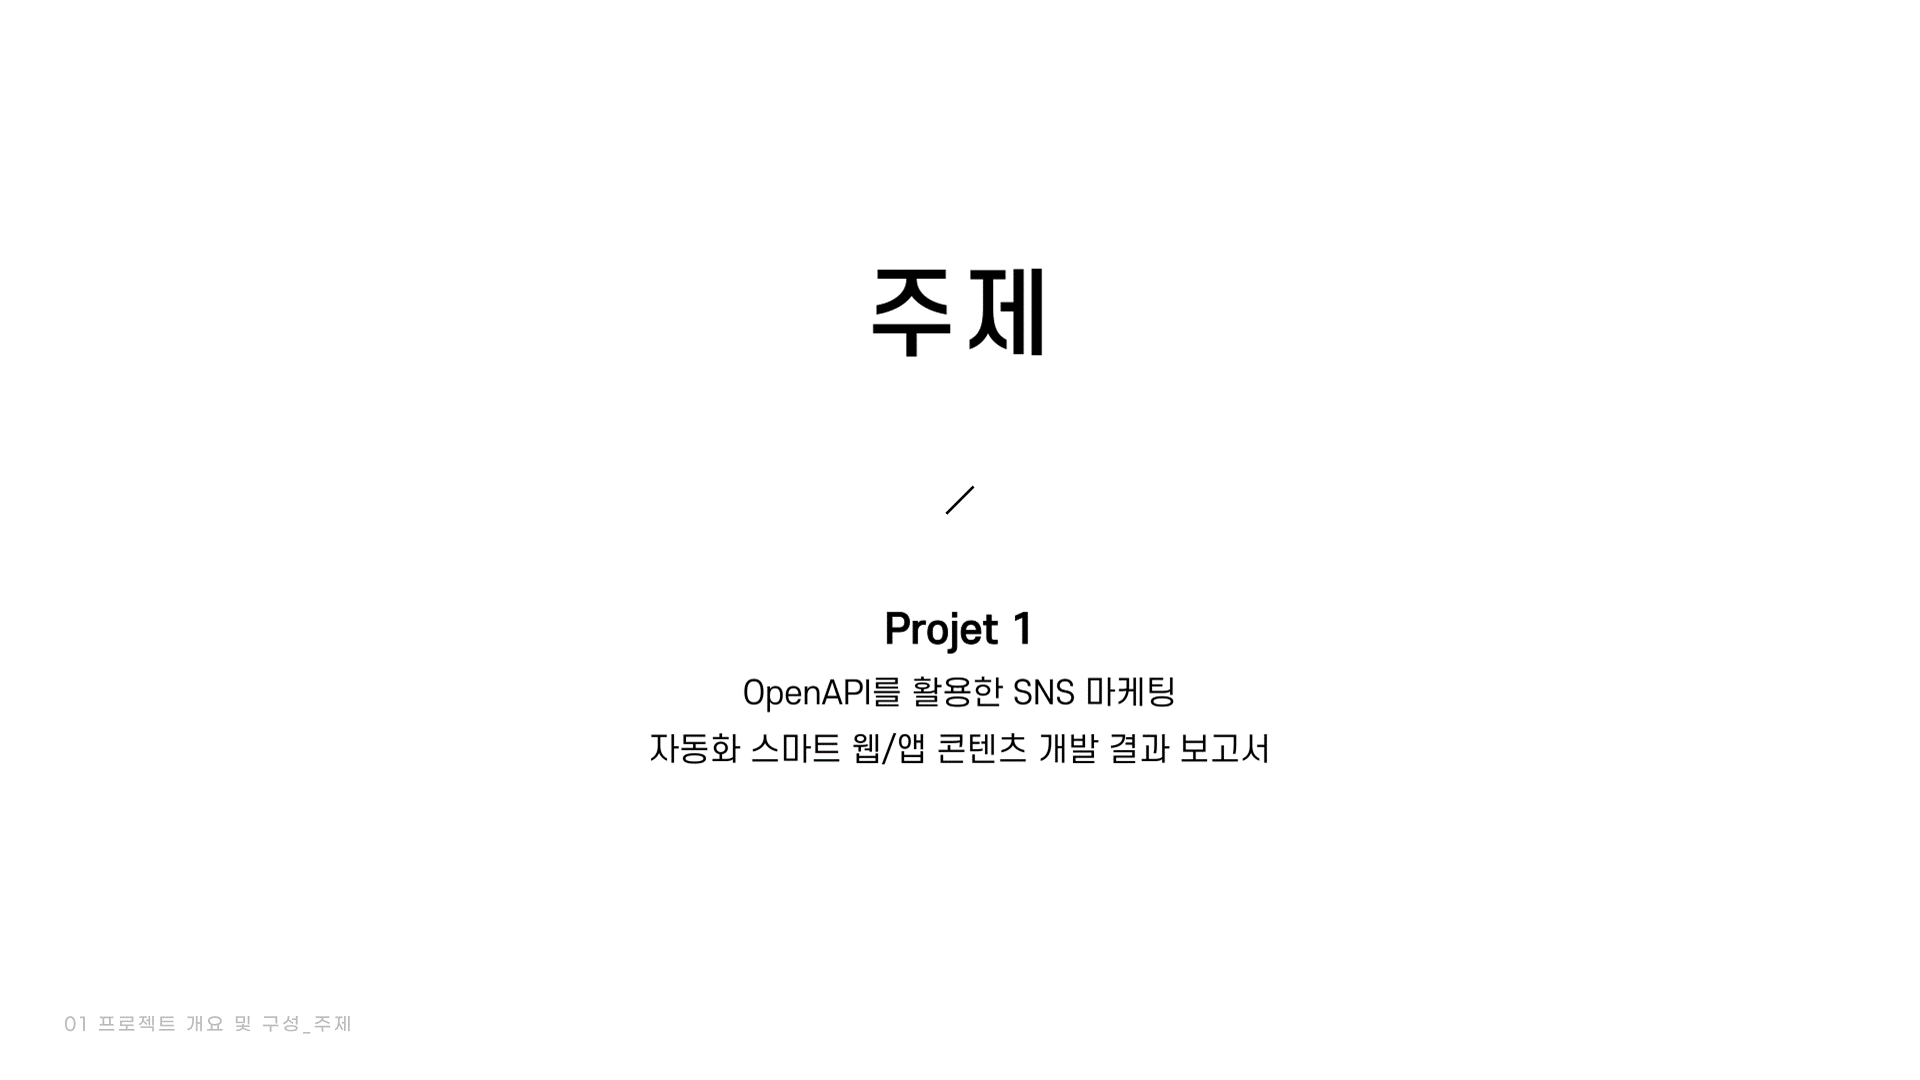 주제
Projet 1
OpenAPI를 활용한 SNS 마케팅
자동화 스마트 웹/앱 콘텐츠 개발 결과 보고서
01 프로젝트 개요 및 구성_주제